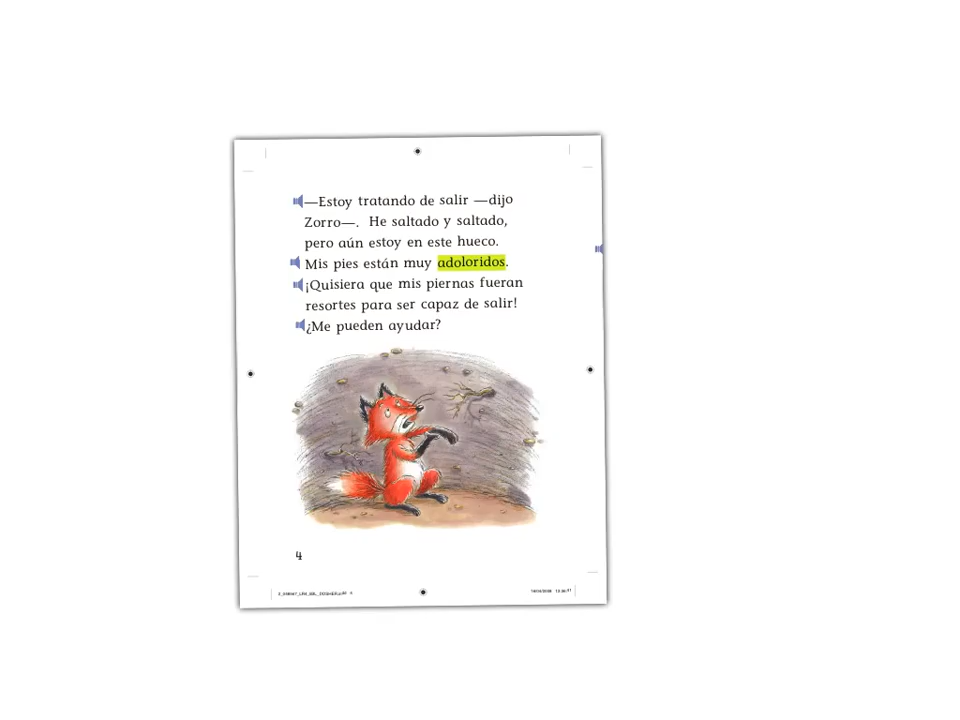 —Estoy tratando de salir —dijo
Zorro—. He saltado y saltado,
pero aún estoy en este hueco.
Mis pies están muy adoloridos.
¡Quisiera que mis piernas fueran
resortes para ser capaz de salir!
¿Me pueden ayudar?
4